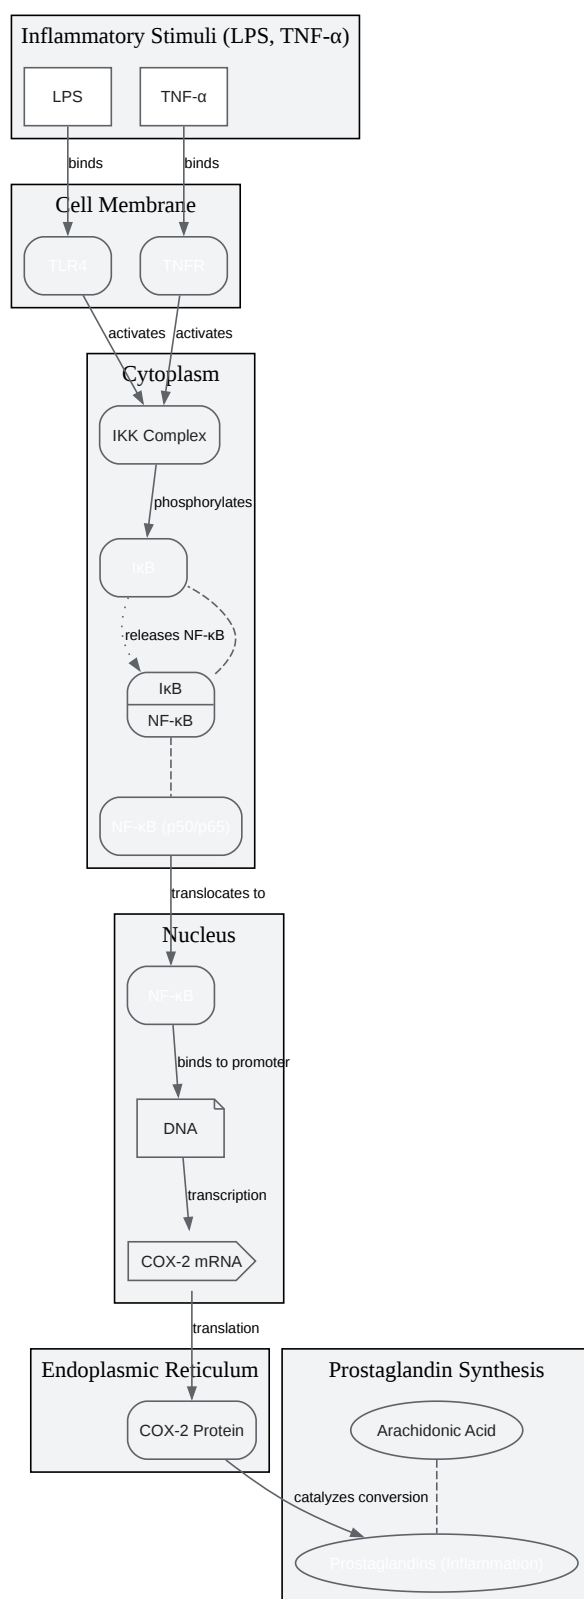 Inflammatory Stimuli (LPS, TNF-α)
LPS
TNF-α
binds
binds
Cell Membrane
TLR4
TNFR
activates
activates
Cytoplasm
IKK Complex
phosphorylates
IκB
releases NF-κB
IκB
NF-κB
NF-κB (p50/p65)
translocates to
Nucleus
NF-κB
binds to promoter
DNA
transcription
COX-2 mRNA
translation
Endoplasmic Reticulum
Prostaglandin Synthesis
COX-2 Protein
Arachidonic Acid
catalyzes conversion
Prostaglandins (Inflammation)